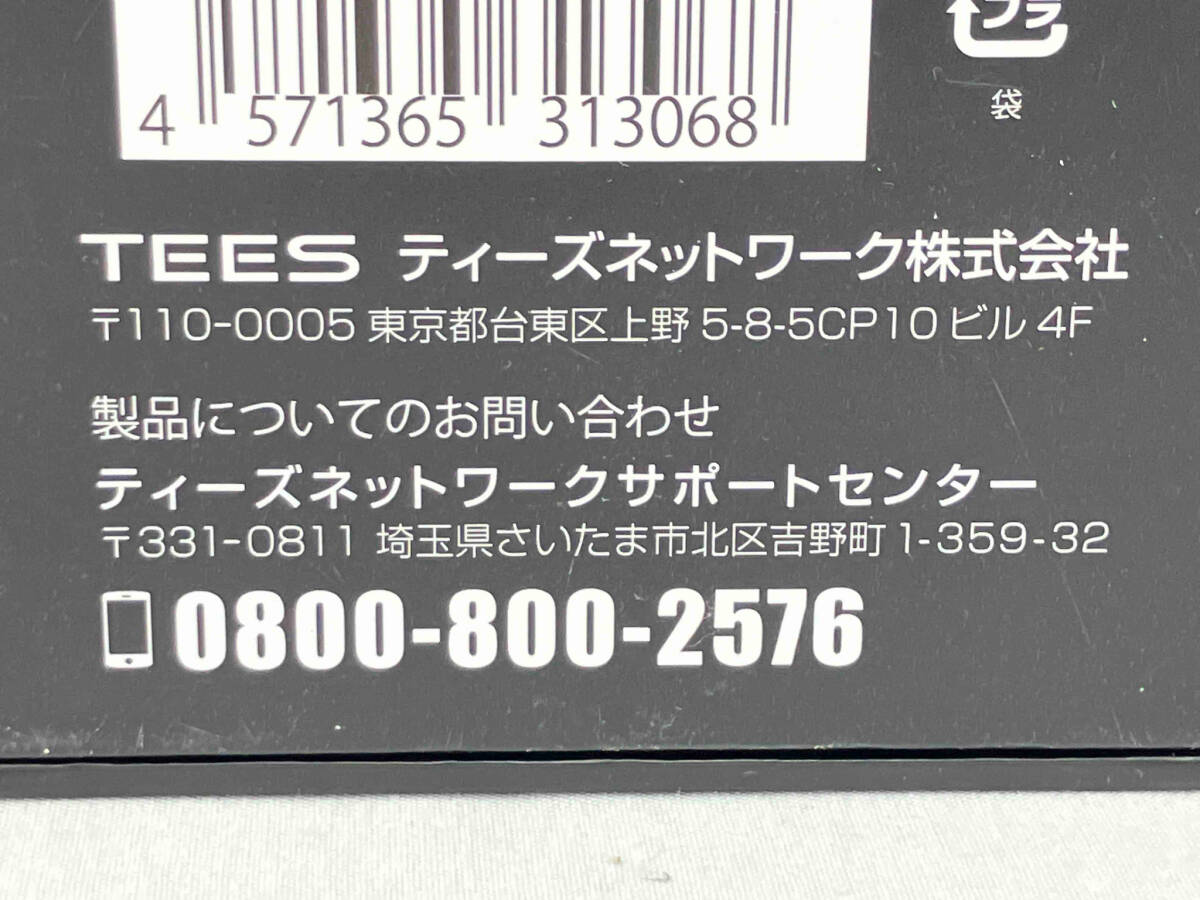 プラ
袋
4 571365 313068
TEES ティーズネットワーク株式会社
〒110-0005 東京都台東区上野 5-8-5CP10 ビル 4F
製品についてのお問い合わせ
ティーズネットワークサポートセンター
〒331-0811 埼玉県さいたま市北区吉野町 1-359-32
0800-800-2576